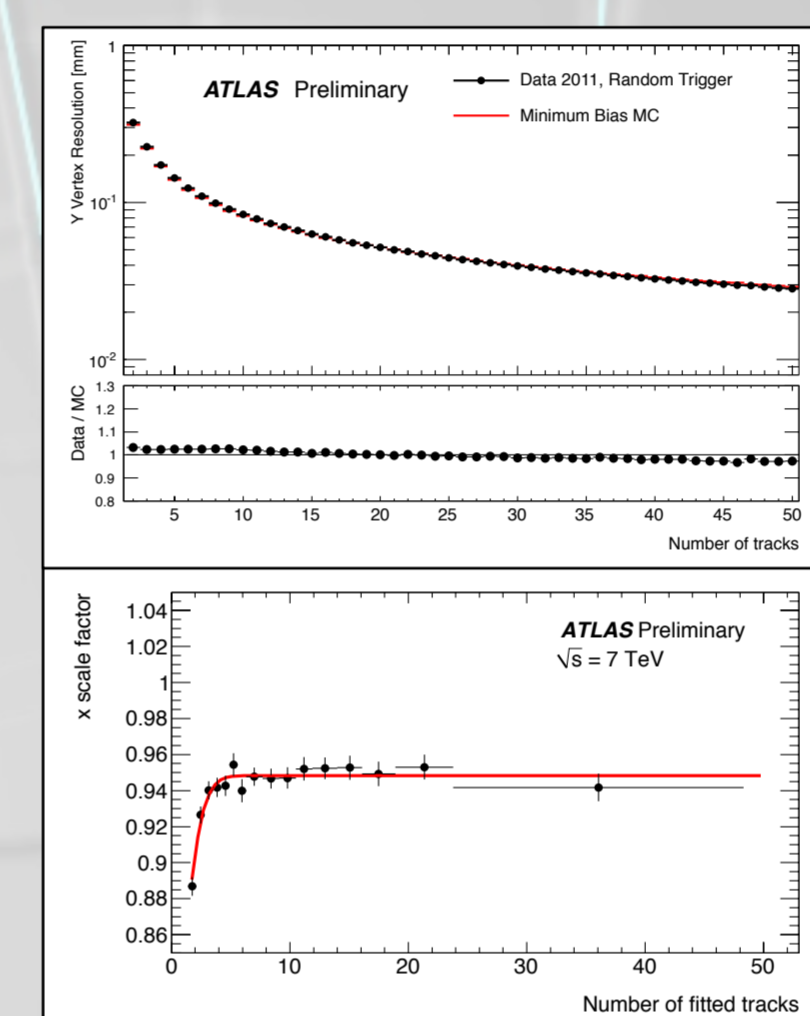 Y Vertex Resolution [mm]
1
10-1
10-2
ATLAS Preliminary
Data 2011, Random Trigger
Minimum Bias MC
Data / MC
1.3
1.2
1.1
1
0.9
0.8
5 10 15 20 25 30 35 40 45 50
Number of tracks
x scale factor
1.04
1.02
1
0.98
0.96
0.94
0.92
0.9
0.88
0.86
ATLAS Preliminary
√s = 7 TeV
0 10 20 30 40 50
Number of fitted tracks